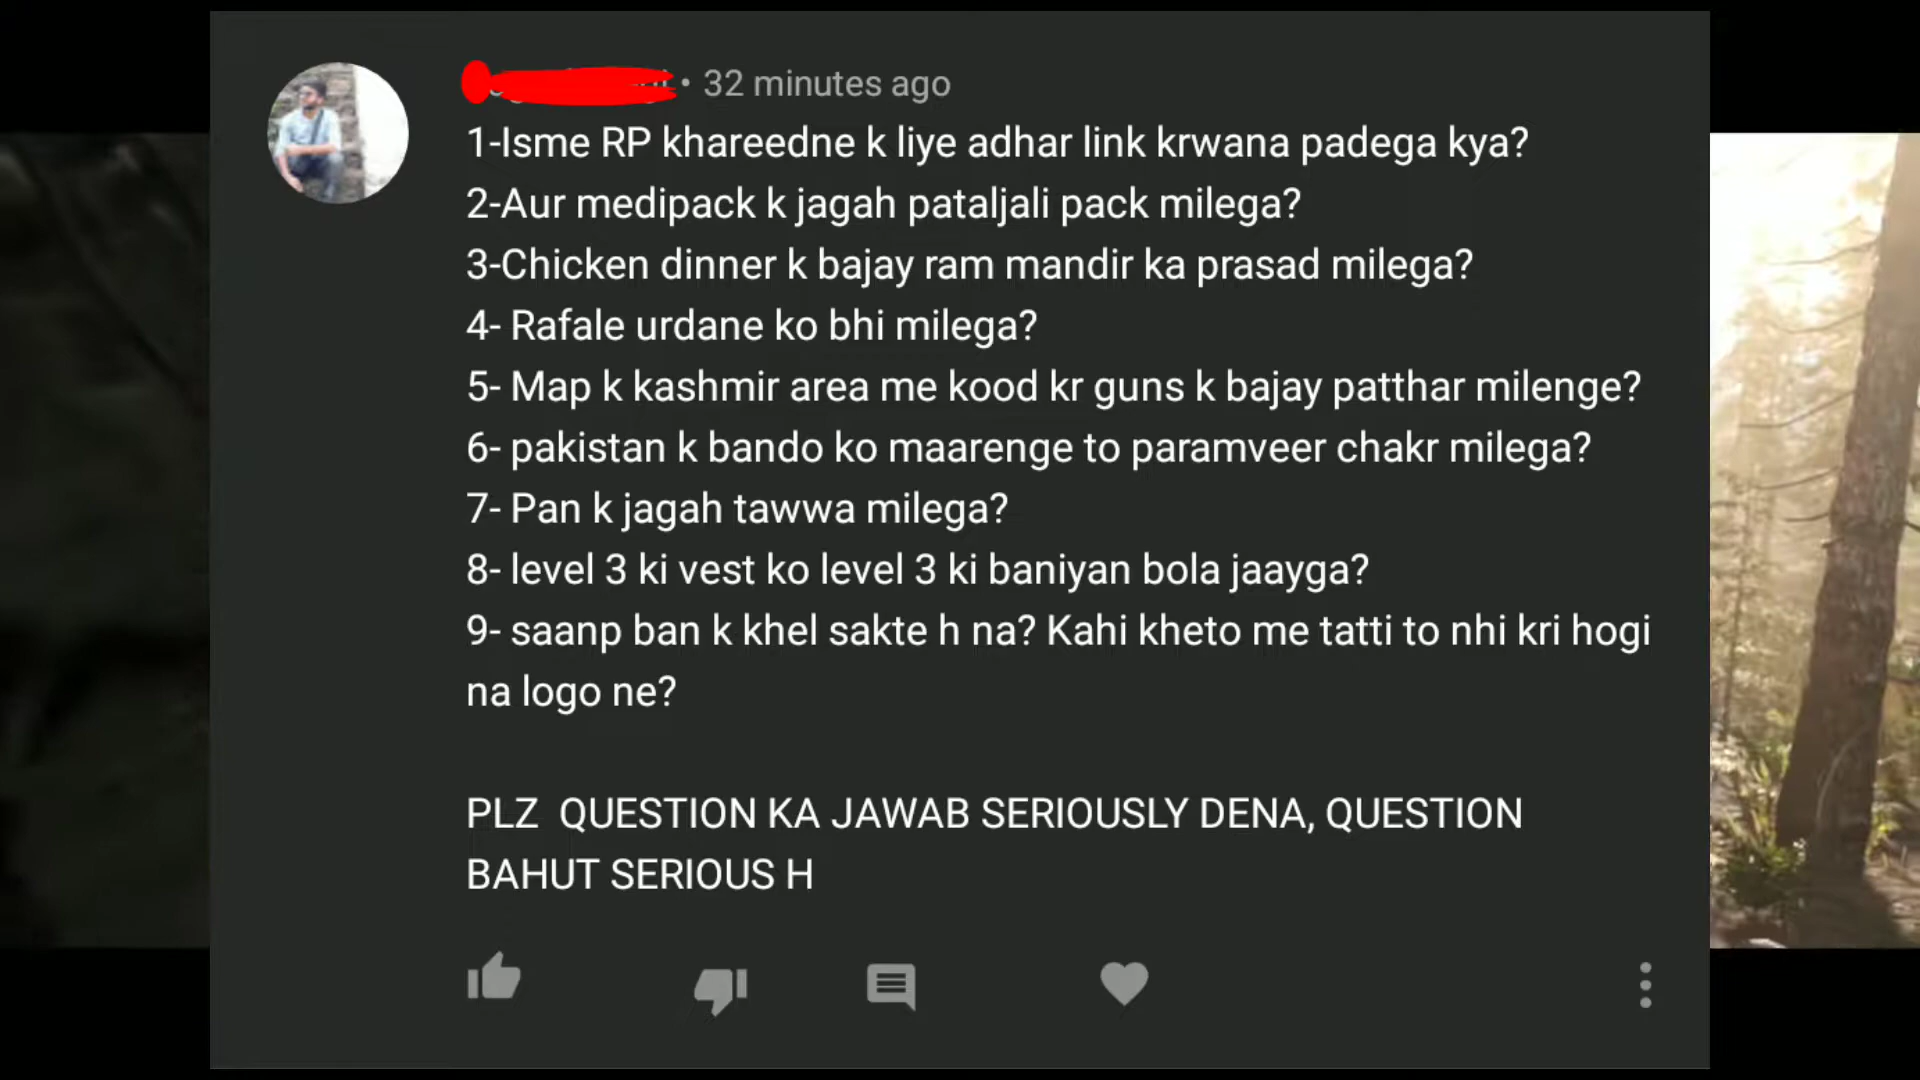 • 32 minutes ago
1-Isme RP khareedne k liye adhar link krwana padega kya?
2-Aur medipack k jagah pataljali pack milega?
3-Chicken dinner k bajay ram mandir ka prasad milega?
4- Rafale urdane ko bhi milega?
5- Map k kashmir area me kood kr guns k bajay patthar milenge?
6- pakistan k bando ko maarenge to paramveer chakr milega?
7- Pan k jagah tawwa milega?
8- level 3 ki vest ko level 3 ki baniyan bola jaayga?
9- saanp ban k khel sakte h na? Kahi kheto me tatti to nhi kri hogi
na logo ne?
PLZ  QUESTION KA JAWAB SERIOUSLY DENA, QUESTION
BAHUT SERIOUS H